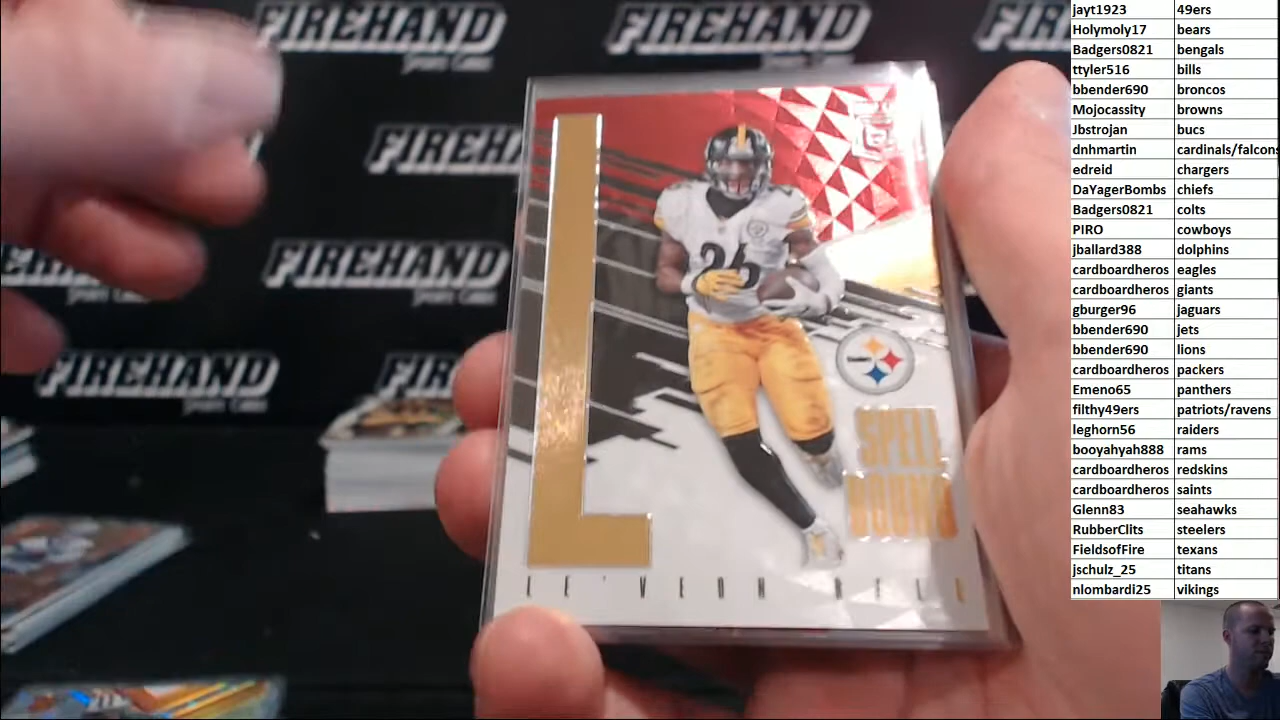 FIREHAND
SPORTS CARDS
FIREHAND
FIREHAND
FIREHAND
FIREHAND
FIREHAND
L
26
SPELL
BOUND
LE'VEON BELL
jayt1923 49ers
Holymoly17 bears
Badgers0821 bengals
ttyler516 bills
bbender690 broncos
Mojocassity browns
Jbstrojan bucs
dnhmartin cardinals/falcons
edreid chargers
DaYagerBombs chiefs
Badgers0821 colts
PIRO cowboys
jballard388 dolphins
cardboardheros eagles
cardboardheros giants
gburger96 jaguars
bbender690 jets
bbender690 lions
cardboardheros packers
Emeno65 panthers
filthy49ers patriots/ravens
leghorn56 raiders
booyahyah888 rams
cardboardheros redskins
cardboardheros saints
Glenn83 seahawks
RubberClits steelers
FieldsofFire texans
jschulz_25 titans
nlombardi25 vikings